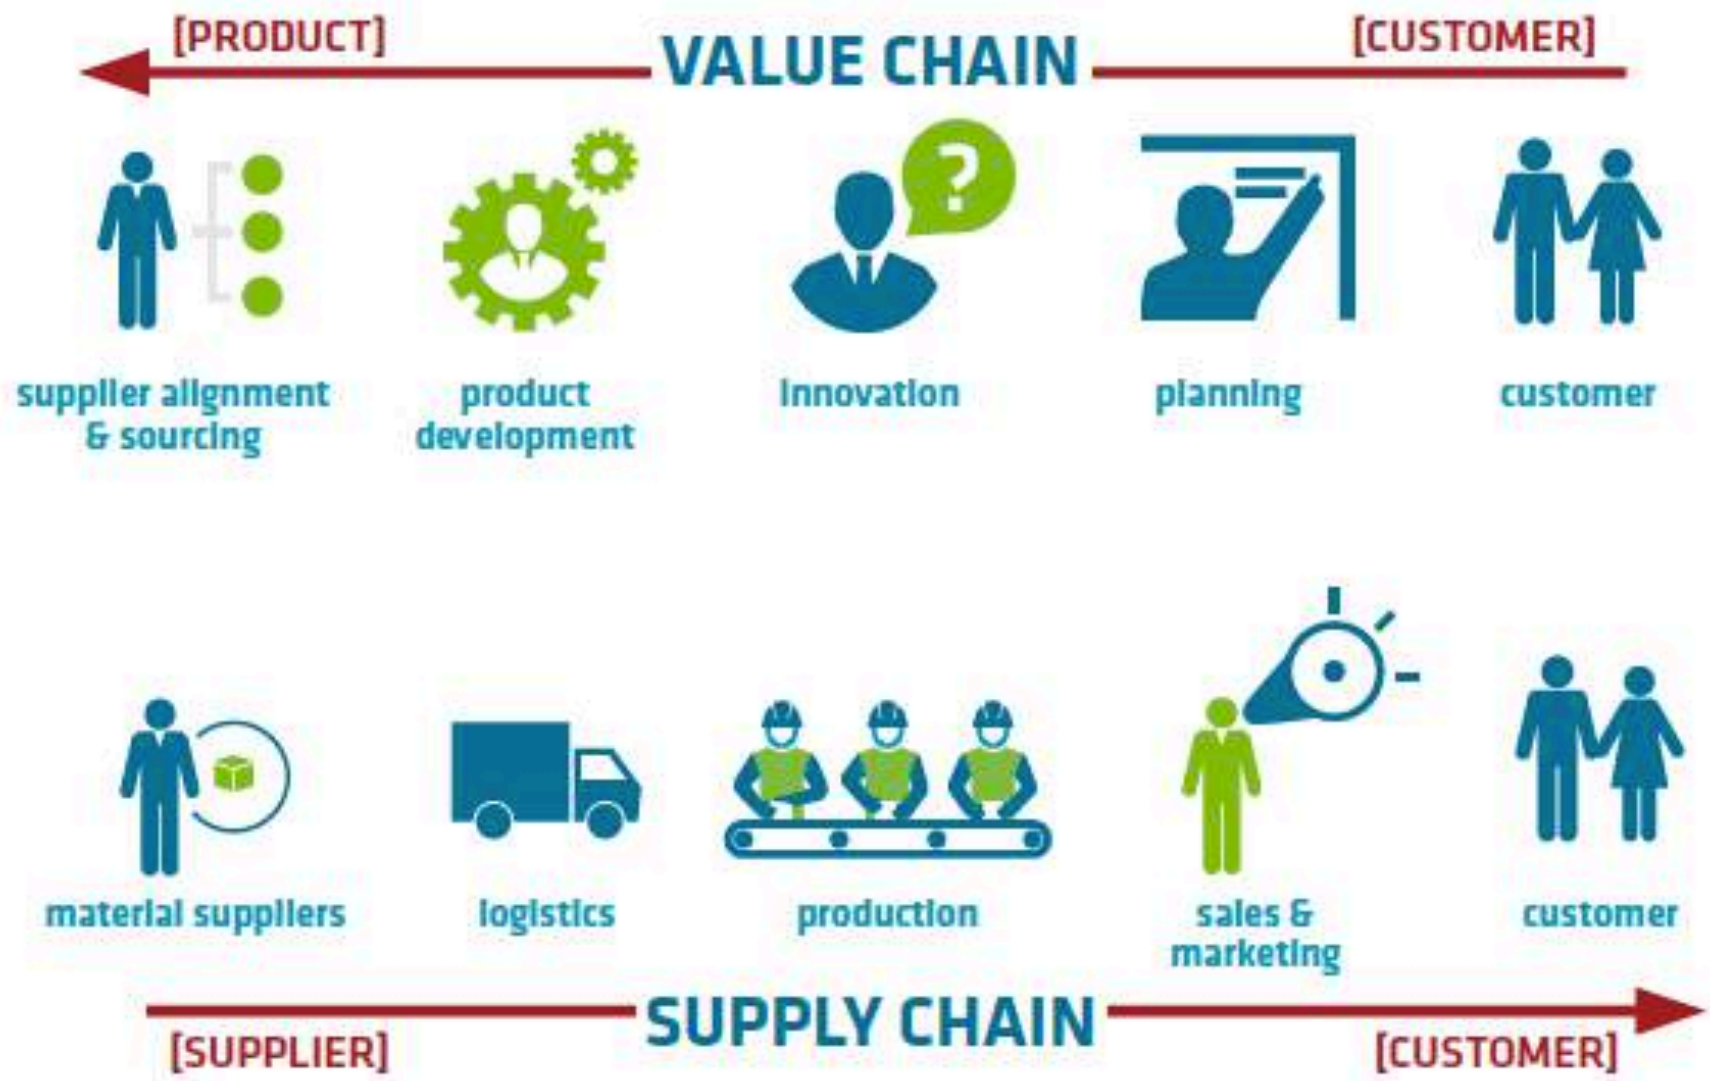 [PRODUCT]
VALUE CHAIN
[CUSTOMER]
supplier alignment
& sourcing
product
development
innovation
planning
customer
material suppliers
logistics
production
sales &
marketing
customer
SUPPLY CHAIN
[SUPPLIER]
[CUSTOMER]